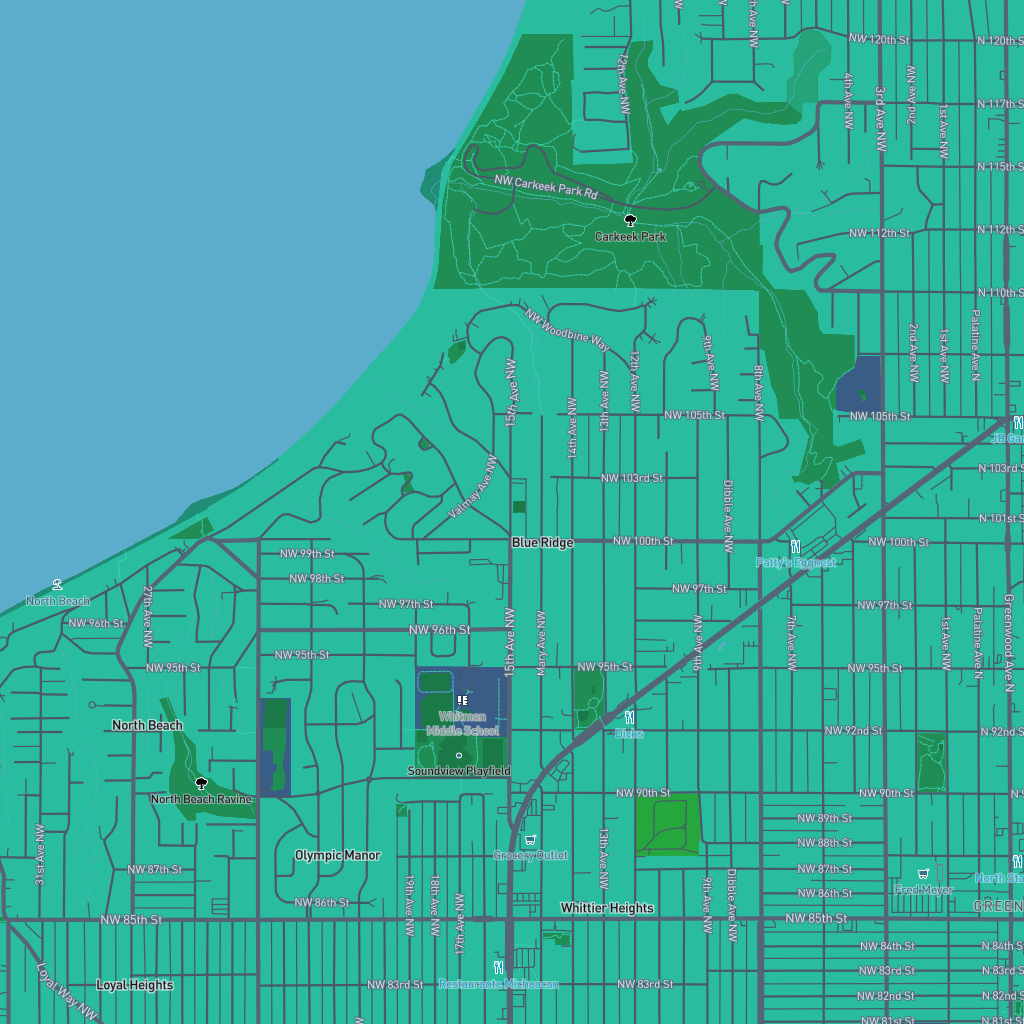 NW 120th St
N 120th S
12th Ave NW
4th Ave NW
3rd Ave NW
2nd Ave NW
1st Ave NW
N 117th S
N 115th S
NW Carkeek Park Rd
Carkeek Park
NW 112th St
N 112th S
NW 110th St
N 110th S
NW Woodbine Way
12th Ave NW
13th Ave NW
14th Ave NW
15th Ave NW
9th Ave NW
8th Ave NW
2nd Ave NW
1st Ave NW
Palatine Ave N
NW 105th St
NW 105th St
JB Gar
Valmay Ave NW
NW 103rd St
N 103rd S
Dibble Ave NW
N 101st S
Blue Ridge
NW 100th St
NW 100th St
Patty's Eggnest
NW 99th St
NW 98th St
NW 97th St
NW 97th St
NW 97th St
North Beach
27th Ave NW
NW 96th St
NW 96th St
15th Ave NW
Mary Ave NW
9th Ave NW
7th Ave NW
1st Ave NW
Palatine Ave N
Greenwood Ave N
NW 95th St
NW 95th St
NW 95th St
NW 95th St
Whitman
Middle School
Dicks
North Beach
NW 92nd St
N 92nd S
Soundview Playfield
North Beach Ravine
NW 90th St
NW 90th St
N 9
NW 89th St
NW 88th St
31st Ave NW
NW 87th St
Olympic Manor
Grocery Outlet
13th Ave NW
NW 87th St
North Sta
Fred Meyer
NW 86th St
NW 86th St
19th Ave NW
18th Ave NW
17th Ave NW
9th Ave NW
Dibble Ave NW
Whittier Heights
GREEN
NW 85th St
NW 85th St
NW 84th St
N 84th S
Loyal Way NW
Loyal Heights
Restaurante Michoacan
NW 83rd St
NW 83rd St
NW 83rd St
N 83rd S
NW 82nd St
N 82nd S
NW 81st St
N 81st S